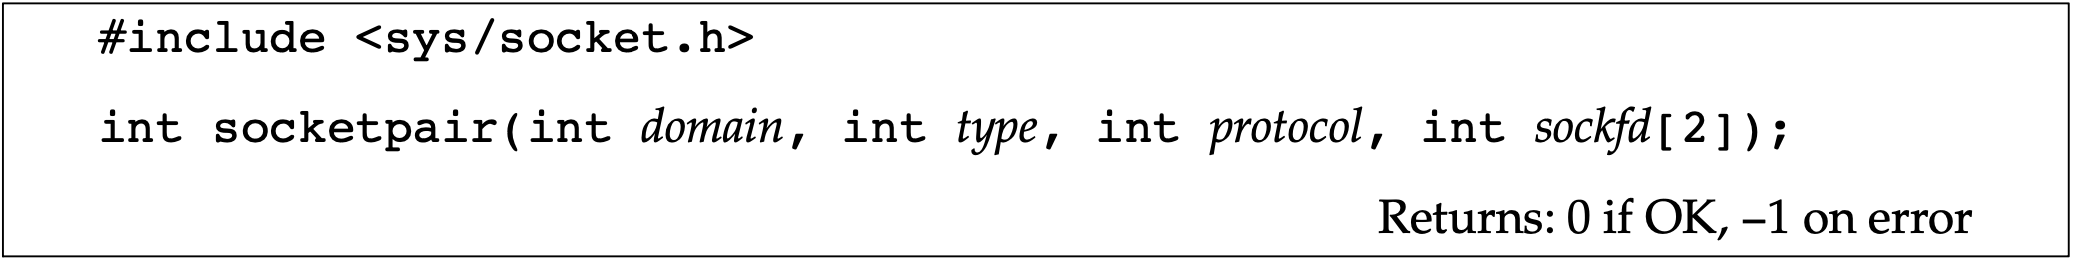 #include <sys/socket.h>
int socketpair(int domain, int type, int protocol, int sockfd[2]);
Returns: 0 if OK, –1 on error